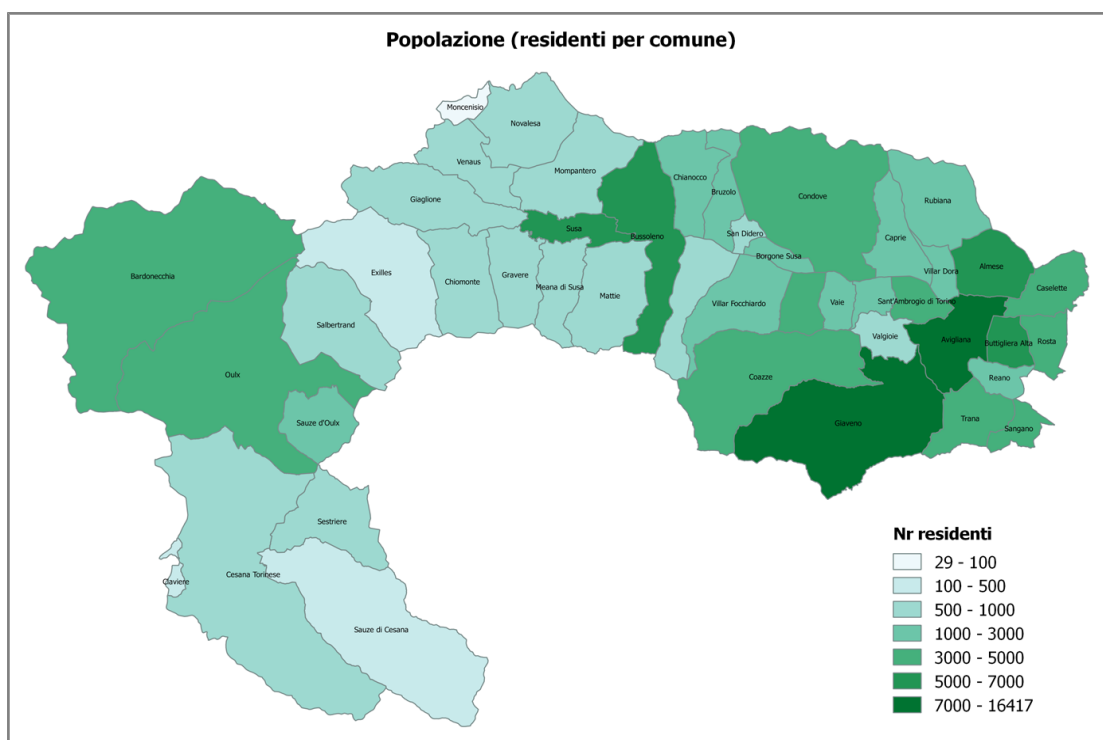 Popolazione (residenti per comune)
Moncenisio
Novalesa
Venaus
Mompantero
Chianocco
Bruzolo
Condove
Rubiana
Giaglione
Susa
Bussoleno
San Didero
Borgone Susa
Caprie
Villar Dora
Almese
Caselette
Bardonecchia
Exilles
Chiomonte
Gravere
Meana di Susa
Mattie
Villar Focchiardo
Vaie
Sant'Ambrogio di Torino
Salbertrand
Valgioie
Avigliana
Buttigliera Alta
Rosta
Oulx
Coazze
Reano
Sauze d'Oulx
Giaveno
Trana
Sangano
Sestriere
Claviere
Cesana Torinese
Sauze di Cesana
Nr residenti
29 - 100
100 - 500
500 - 1000
1000 - 3000
3000 - 5000
5000 - 7000
7000 - 16417